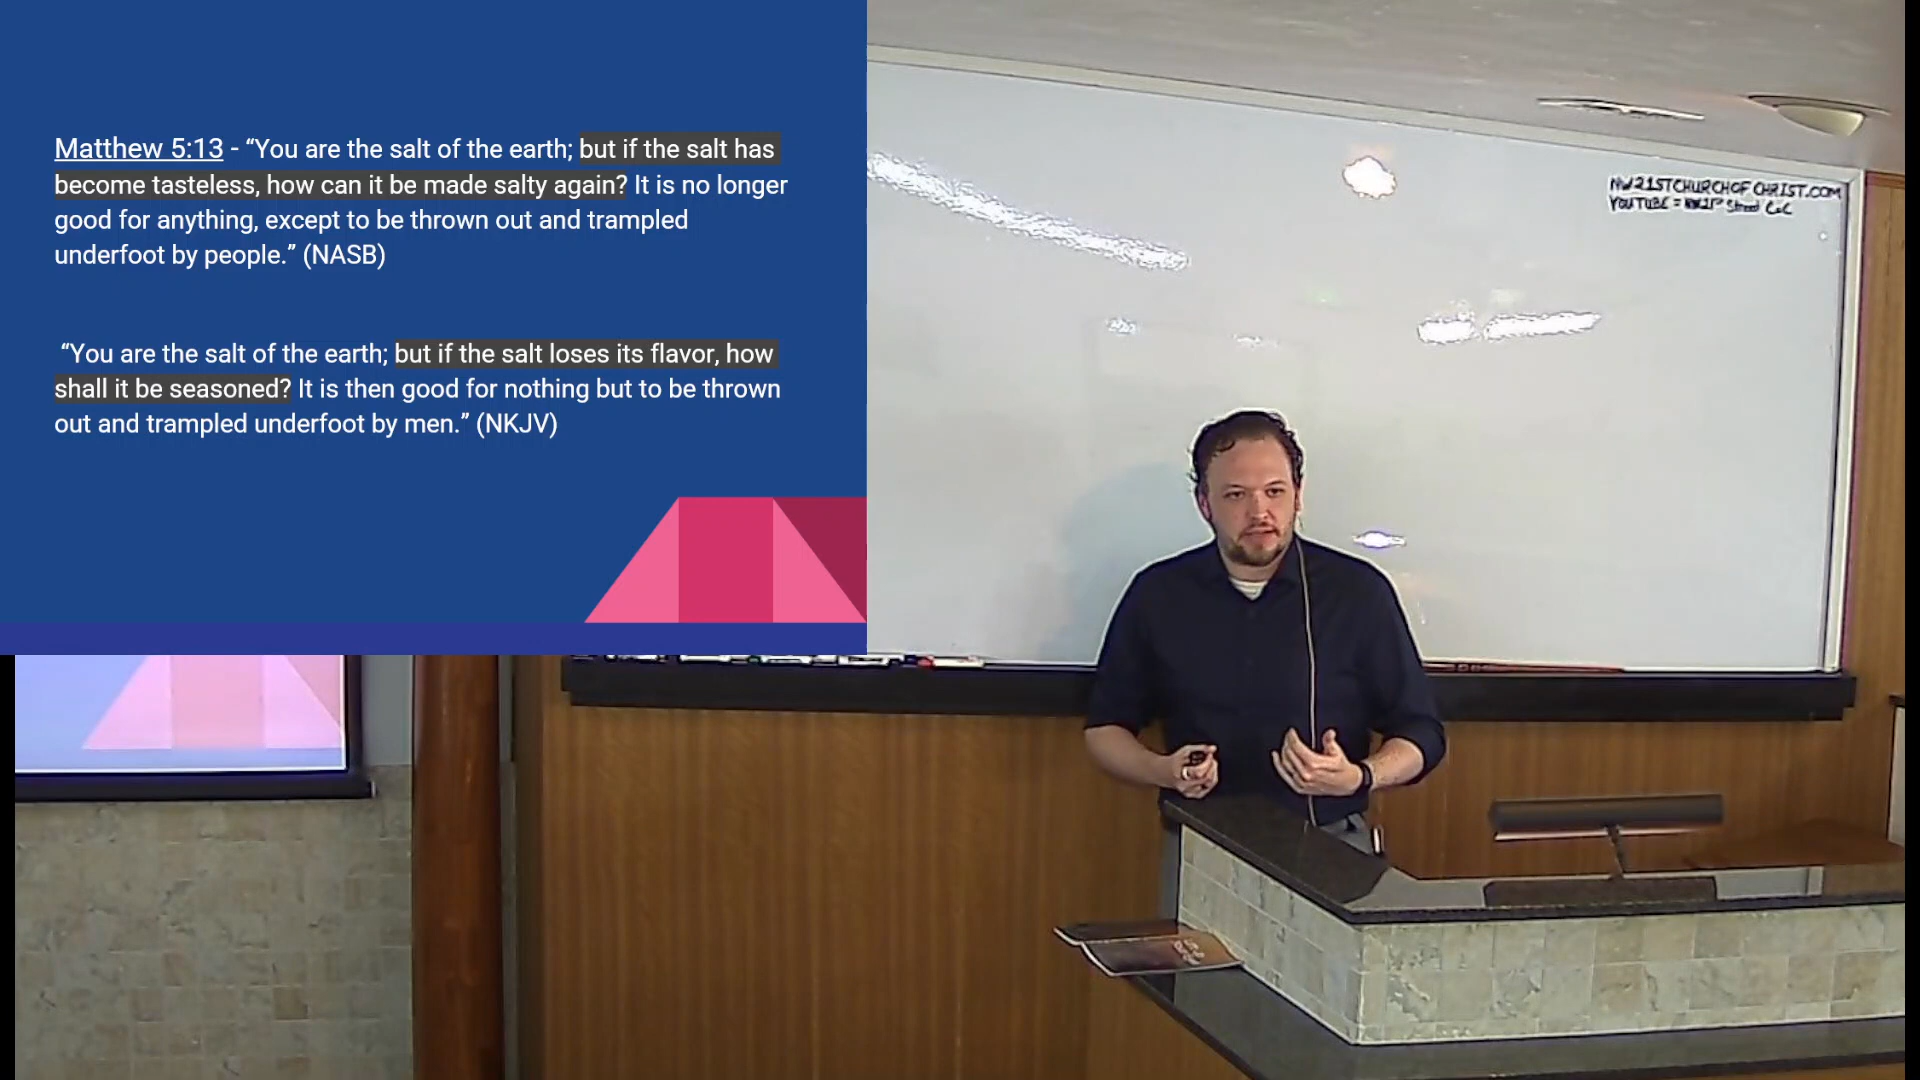 Matthew 5:13 - “You are the salt of the earth; but if the salt has
become tasteless, how can it be made salty again? It is no longer
good for anything, except to be thrown out and trampled
underfoot by people.” (NASB)
“You are the salt of the earth; but if the salt loses its flavor, how
shall it be seasoned? It is then good for nothing but to be thrown
out and trampled underfoot by men.” (NKJV)
NW21STCHURCHOFCHRIST.COM
YOUTUBE = NW21st Street CoC